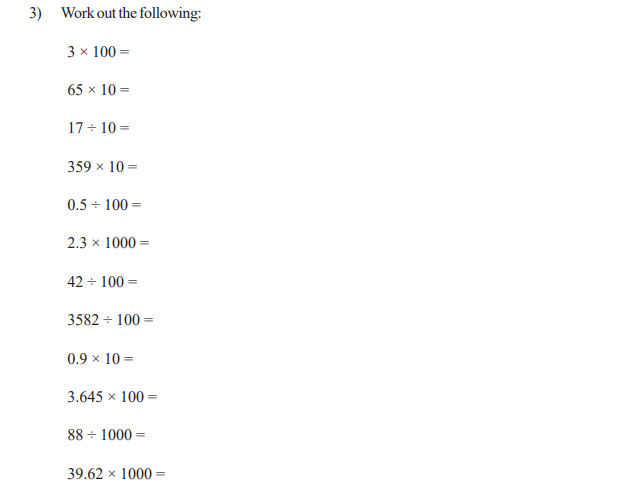 3) Work out the following:
3 × 100 =
65 × 10 =
17 ÷ 10 =
359 × 10 =
0.5 ÷ 100 =
2.3 × 1000 =
42 ÷ 100 =
3582 ÷ 100 =
0.9 × 10 =
3.645 × 100 =
88 ÷ 1000 =
39.62 × 1000 =